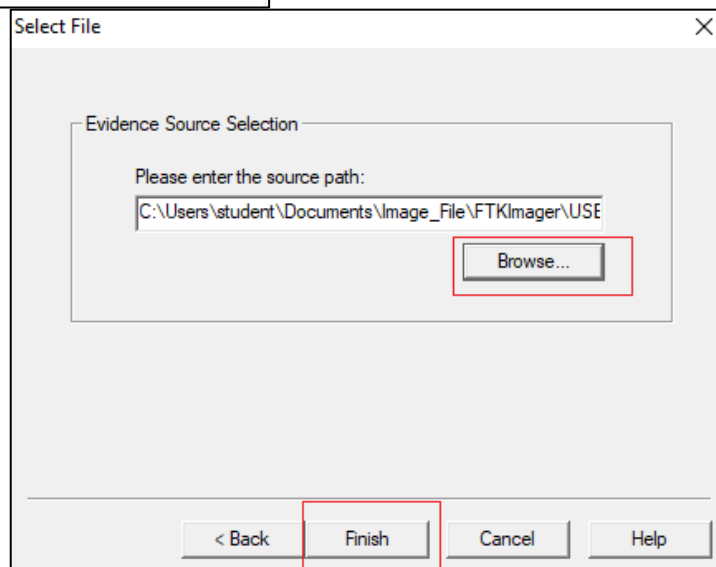 Select File
Evidence Source Selection
Please enter the source path:
C:\Users\student\Documents\Image_File\FTKImager\USE
Browse...
< Back Finish Cancel Help